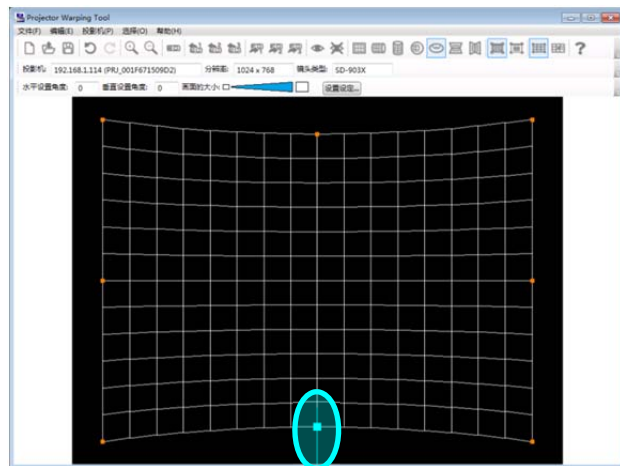 Projector Warping Tool
文件(F) 编辑(E) 投影机(P) 选择(O) 帮助(H)
投影机: 192.168.1.114 (PRJ_001F671509D2) 分辨率: 1024 x 768 镜头类型: SD-903X
水平设置角度: 0 垂直设置角度: 0 画面的大小: 设置设定...